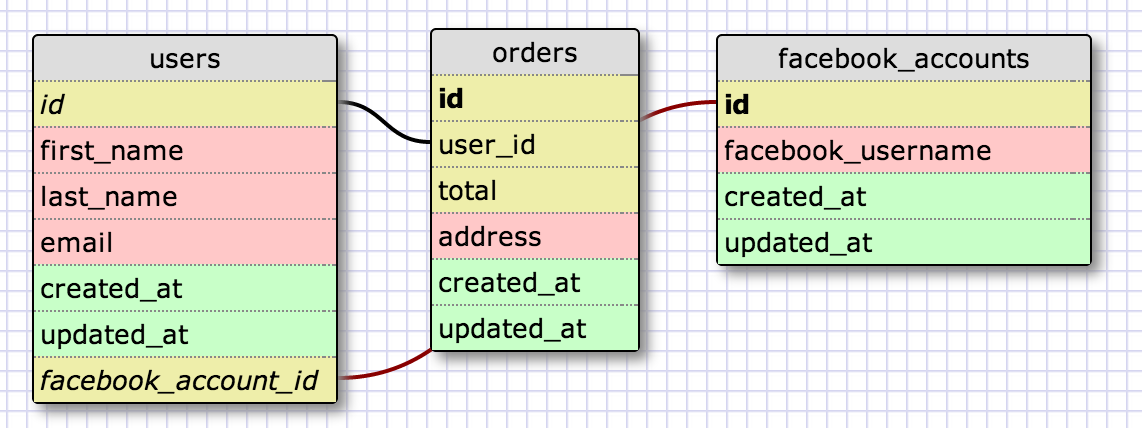 users
id
first_name
last_name
email
created_at
updated_at
facebook_account_id
orders
id
user_id
total
address
created_at
updated_at
facebook_accounts
id
facebook_username
created_at
updated_at